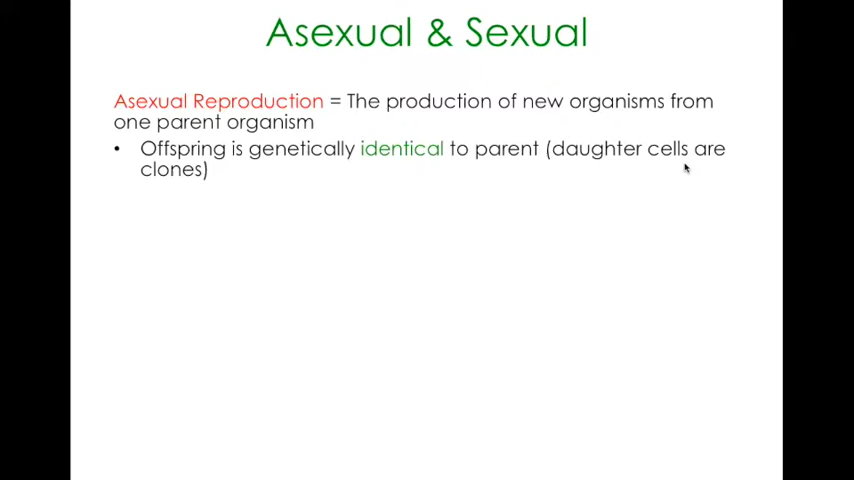 Asexual & Sexual
Asexual Reproduction = The production of new organisms from
one parent organism
• Offspring is genetically identical to parent (daughter cells are
clones)